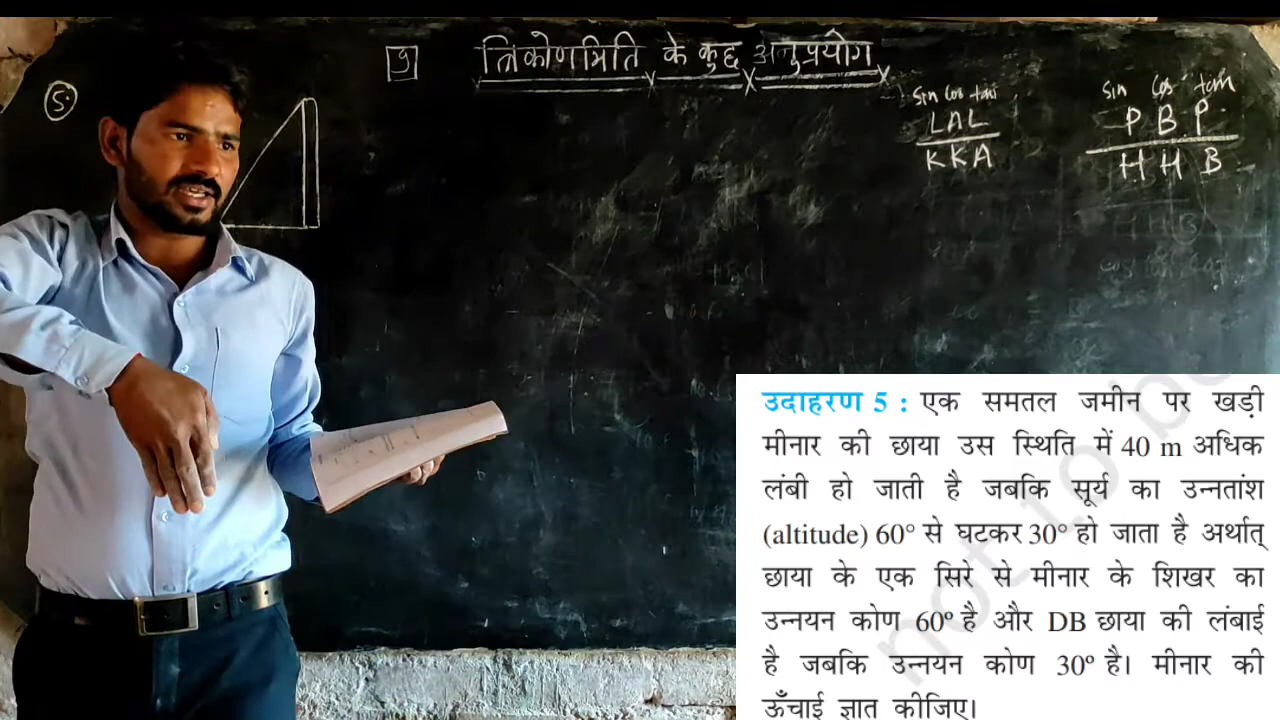 9 त्रिकोणमिति के कुछ अनुप्रयोग
5.
Sin Cos tan
LAL
KKA
Sin Cos tan
P B P
H H B
उदाहरण 5 : एक समतल जमीन पर खड़ी
मीनार की छाया उस स्थिति में 40 m अधिक
लंबी हो जाती है जबकि सूर्य का उन्नतांश
(altitude) 60° से घटकर 30° हो जाता है अर्थात्
छाया के एक सिरे से मीनार के शिखर का
उन्नयन कोण 60° है और DB छाया की लंबाई
है जबकि उन्नयन कोण 30° है। मीनार की
ऊँचाई ज्ञात कीजिए।